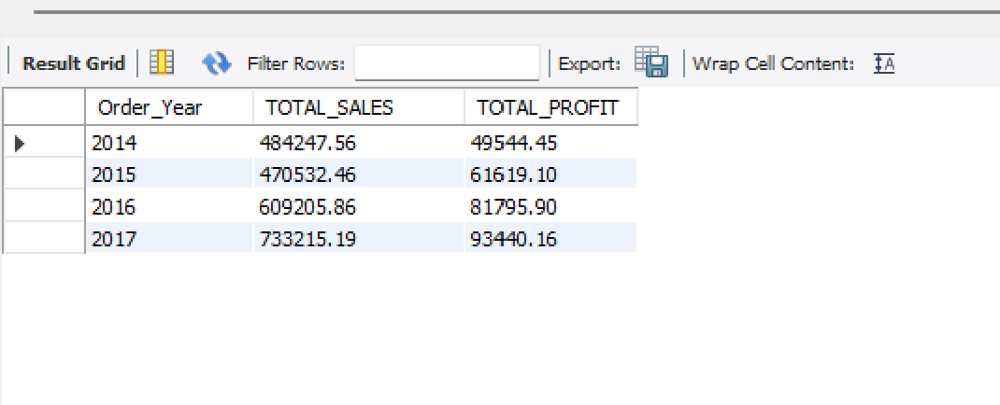 Result Grid Filter Rows: Export: Wrap Cell Content: IA
Order_Year TOTAL_SALES TOTAL_PROFIT
2014 484247.56 49544.45
2015 470532.46 61619.10
2016 609205.86 81795.90
2017 733215.19 93440.16